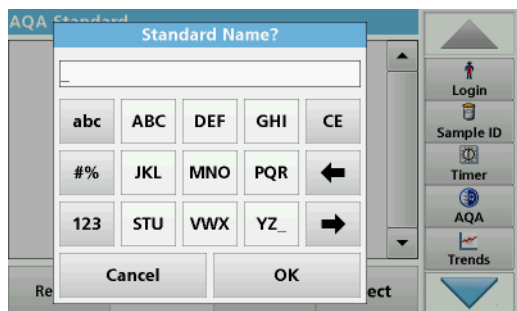 AQA Standard
Standard Name?
abc ABC DEF GHI CE
#% JKL MNO PQR
123 STU VWX YZ_
Cancel OK
Re ect
Login
Sample ID
Timer
AQA
Trends